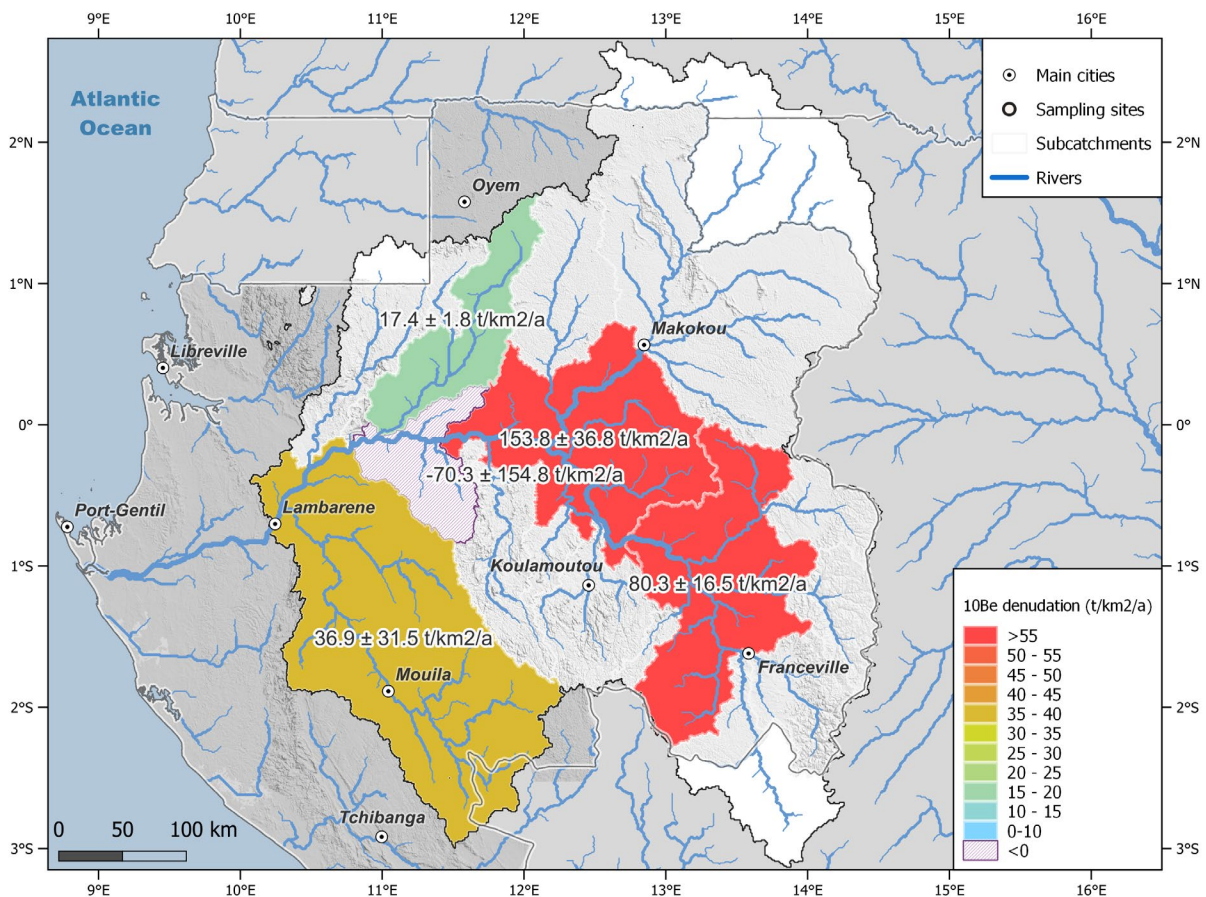 9°E 10°E 11°E 12°E 13°E 14°E 15°E 16°E
Atlantic
Ocean
Main cities
Sampling sites
Subcatchments
Rivers
2°N 2°N
Oyem
1°N 1°N
17.4 ± 1.8 t/km2/a
Makokou
Libreville
0° 0°
153.8 ± 36.8 t/km2/a
-70.3 ± 154.8 t/km2/a
Port-Gentil
Lambarene
Koulamoutou
1°S 1°S
80.3 ± 16.5 t/km2/a
36.9 ± 31.5 t/km2/a
Franceville
Mouila
2°S 2°S
Tchibanga
0 50 100 km
3°S 3°S
10Be denudation (t/km2/a)
>55
50 - 55
45 - 50
40 - 45
35 - 40
30 - 35
25 - 30
20 - 25
15 - 20
10 - 15
0-10
<0
9°E 10°E 11°E 12°E 13°E 14°E 15°E 16°E